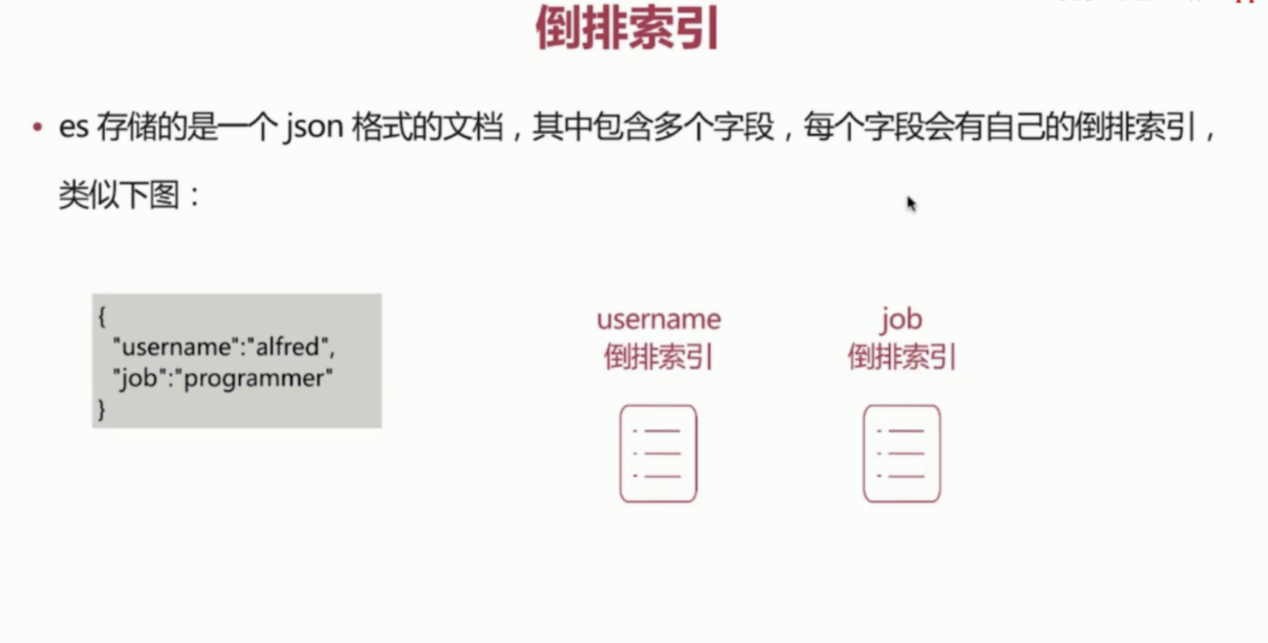 倒排索引
• es 存储的是一个 json 格式的文档，其中包含多个字段，每个字段会有自己的倒排索引，
类似下图：
{
"username":"alfred",
"job":"programmer"
}
username
倒排索引
job
倒排索引